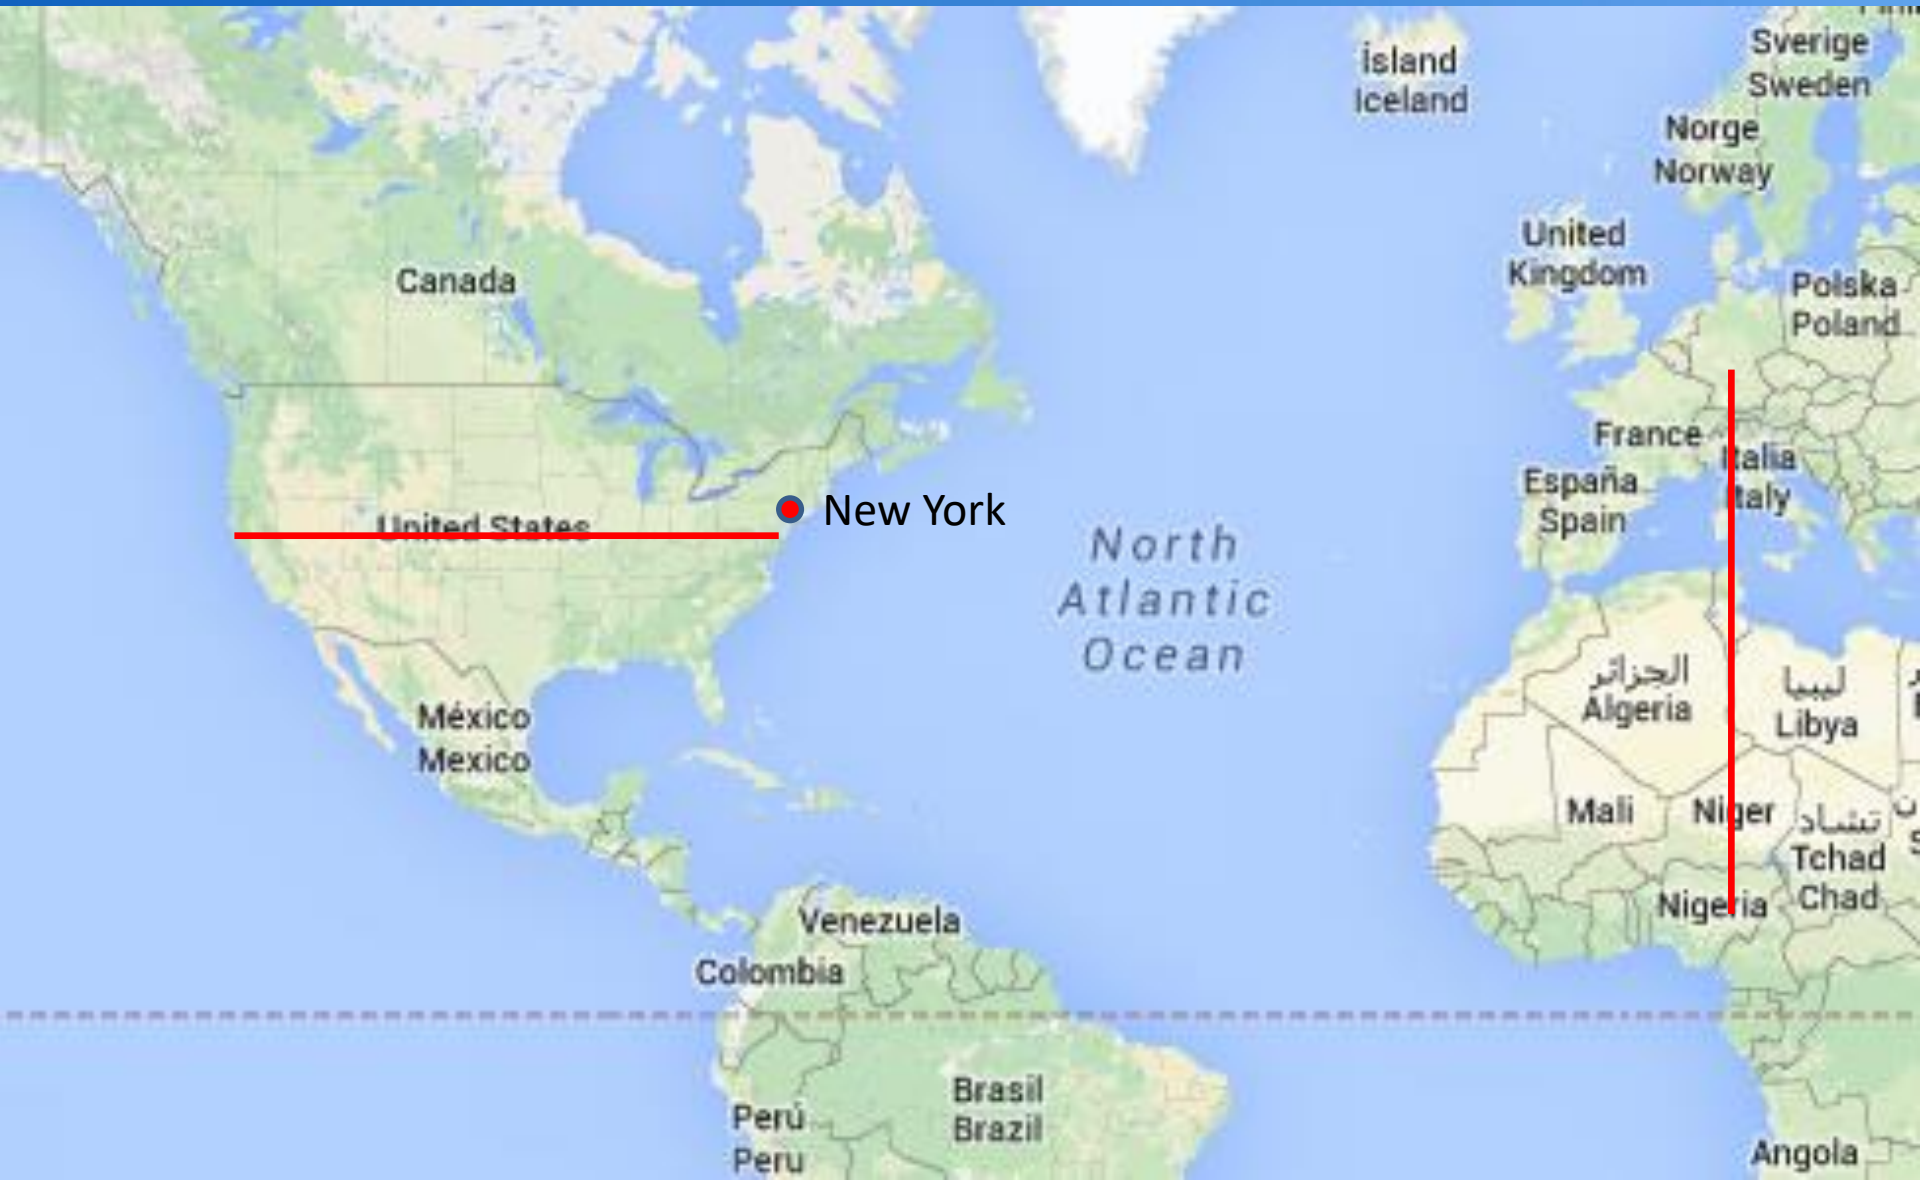 Sverige
Sweden
Ísland
Iceland
Norge
Norway
United
Kingdom
Polska
Poland
Canada
France
Italia
Italy
España
Spain
New York
United States
North
Atlantic
Ocean
الجزائر
Algeria
ليبيا
Libya
México
Mexico
Mali
Niger
تشاد
Tchad
Chad
Nigeria
Venezuela
Colombia
Brasil
Brazil
Perú
Peru
Angola